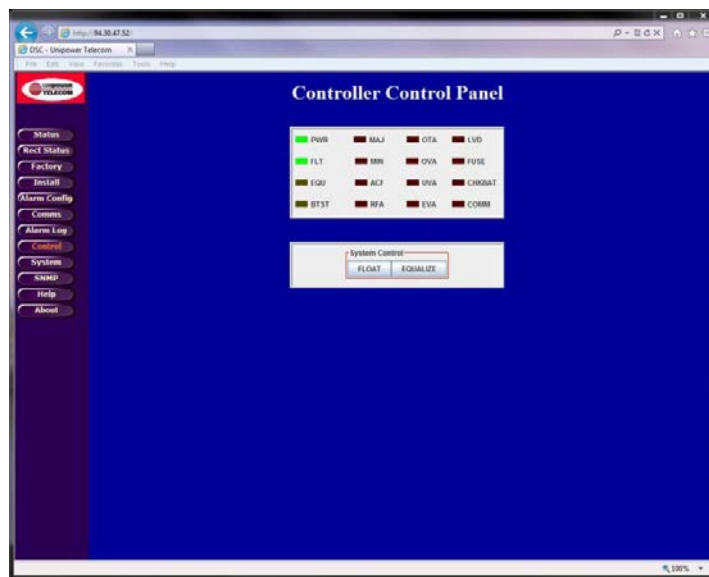 http://94.30.47.52/
DSC - Unipower Telecom
File Edit View Favorites Tools Help
UNIPOWER
TELECOM
Controller Control Panel
Status
Rect Status
Factory
Install
Alarm Config
Comms
Alarm Log
Control
System
SNMP
Help
About
PWR MAJ OTA LVD
FLT MIN OVA FUSE
EQU ACF UVA CHKBAT
BTST RFA EVA COMM
System Control
FLOAT EQUALIZE
100%